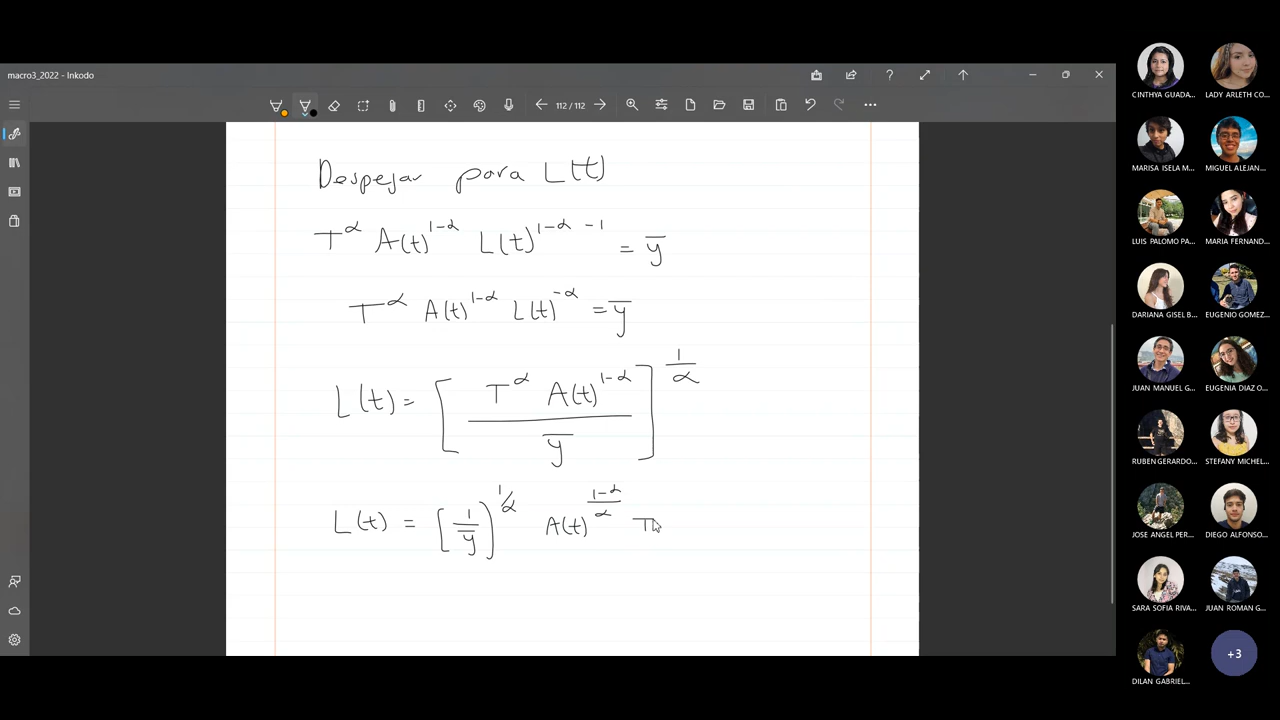 macro3_2022 - Inkodo
112 / 112
Despejar para L(t)
T^α A(t)^{1-α} L(t)^{1-α-1} = ȳ
T^α A(t)^{1-α} L(t)^{-α} = ȳ
L(t) = [ T^α A(t)^{1-α} / ȳ ]^{1/α}
L(t) = [ 1/ȳ ]^{1/α} A(t)^{(1-α)/α} T
CINTHYA GUADA...
LADY ARLETH CO...
MARISA ISELA M...
MIGUEL ALEJAN...
LUIS PALOMO PA...
MARIA FERNAND...
DARIANA GISEL B...
EUGENIO GOMEZ...
JUAN MANUEL G...
EUGENIA DIAZ O...
RUBEN GERARDO...
STEFANY MICHEL...
JOSE ANGEL PER...
DIEGO ALFONSO...
SARA SOFIA RIVA...
JUAN ROMAN G...
DILAN GABRIEL...
+3